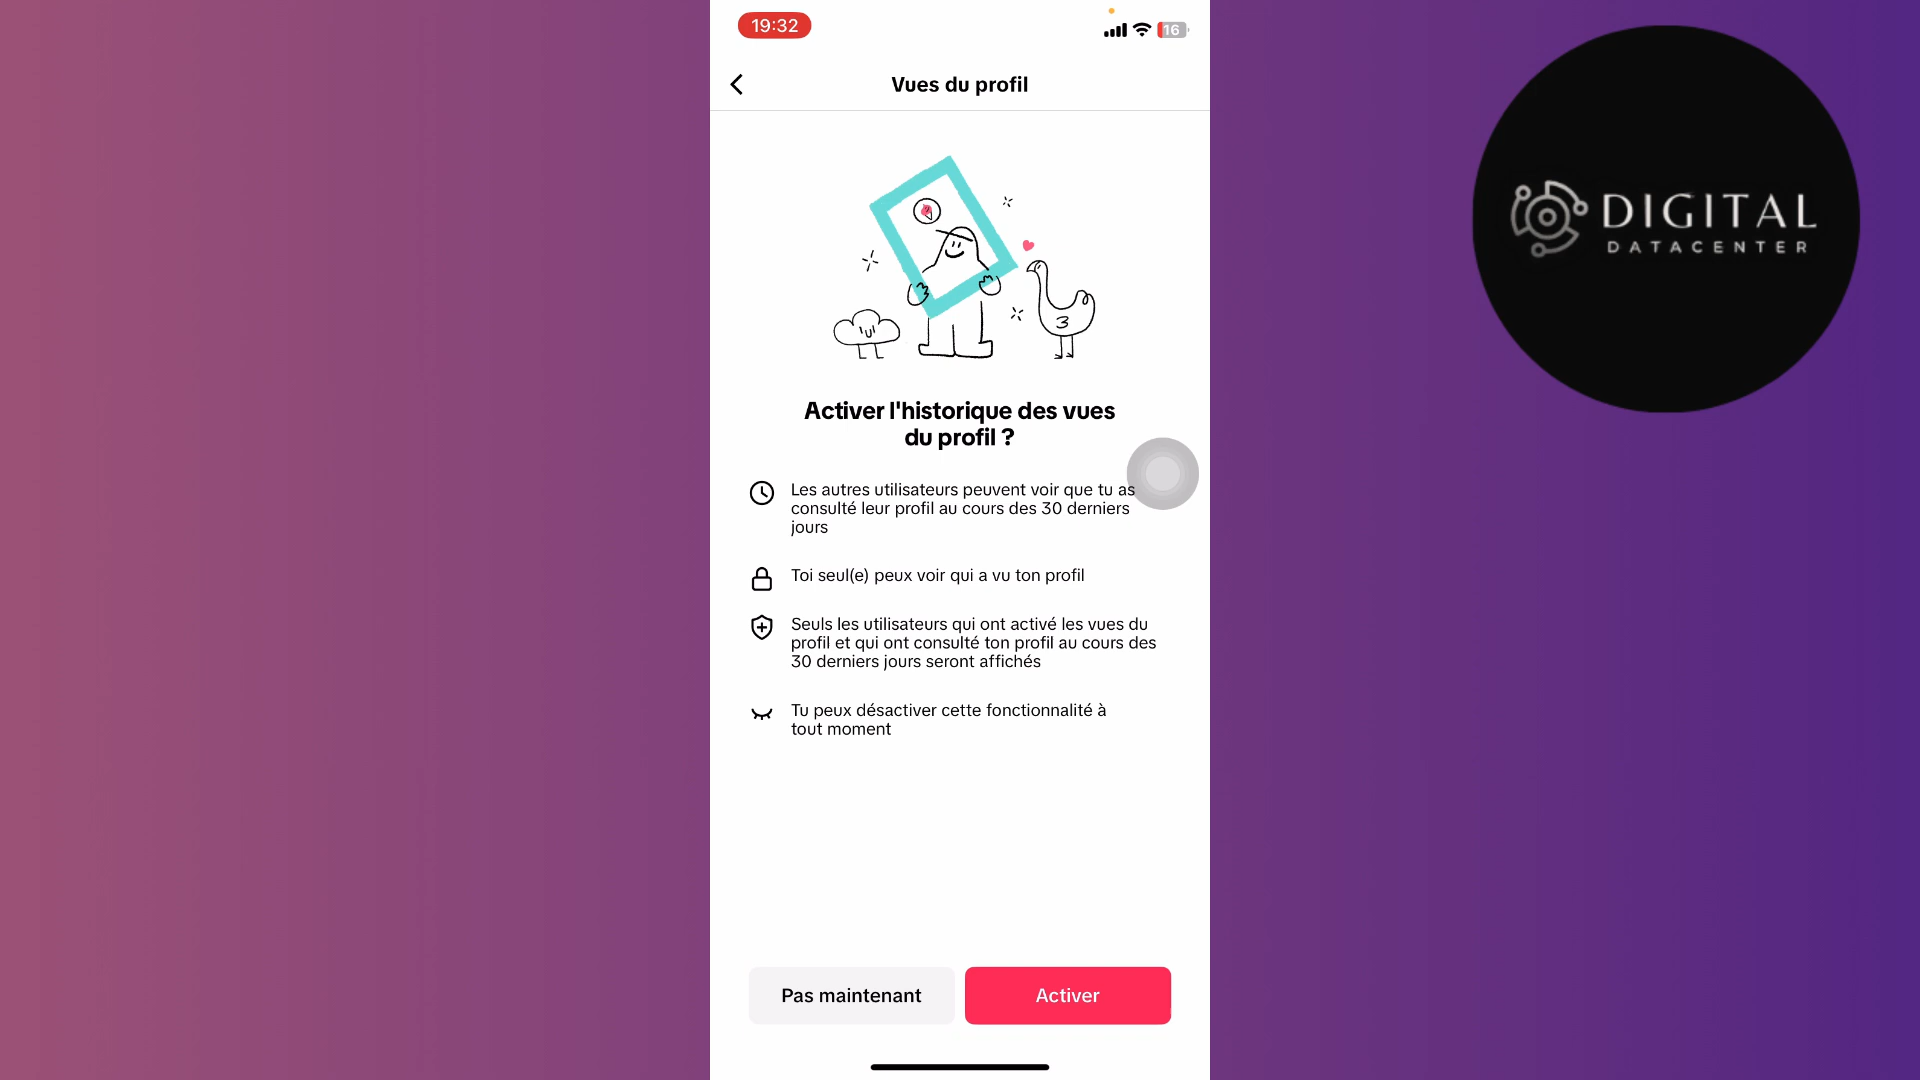 19:32
16
Vues du profil
DIGITAL
DATACENTER
3
Activer l'historique des vues
du profil ?
Les autres utilisateurs peuvent voir que tu as
consulté leur profil au cours des 30 derniers
jours
Toi seul(e) peux voir qui a vu ton profil
Seuls les utilisateurs qui ont activé les vues du
profil et qui ont consulté ton profil au cours des
30 derniers jours seront affichés
Tu peux désactiver cette fonctionnalité à
tout moment
Pas maintenant
Activer